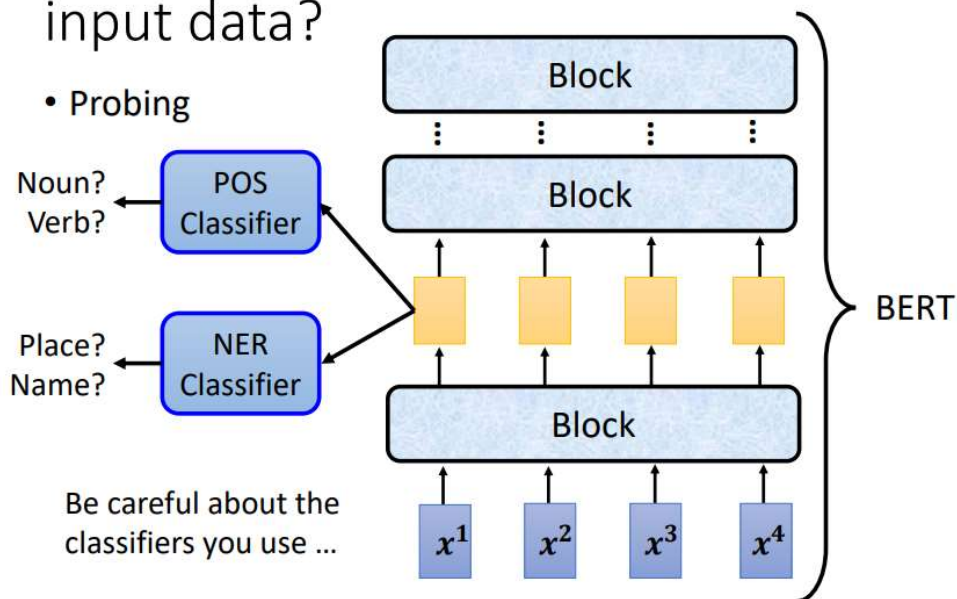 input data?
• Probing
Noun?
Verb?
POS
Classifier
Place?
Name?
NER
Classifier
Be careful about the
classifiers you use ...
Block
Block
Block
x¹
x²
x³
x⁴
BERT